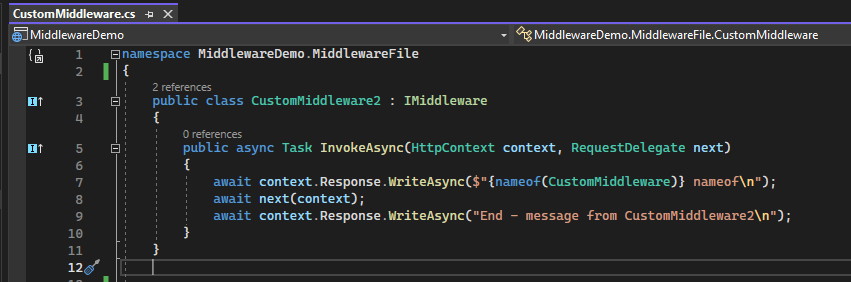 CustomMiddleware.cs
MiddlewareDemo
MiddlewareDemo.MiddlewareFile.CustomMiddleware
1 namespace MiddlewareDemo.MiddlewareFile
2 {
2 references
3 public class CustomMiddleware2 : IMiddleware
4 {
0 references
5 public async Task InvokeAsync(HttpContext context, RequestDelegate next)
6 {
7 await context.Response.WriteAsync($"{nameof(CustomMiddleware)} nameof\n");
8 await next(context);
9 await context.Response.WriteAsync("End - message from CustomMiddleware2\n");
10 }
11 }
12